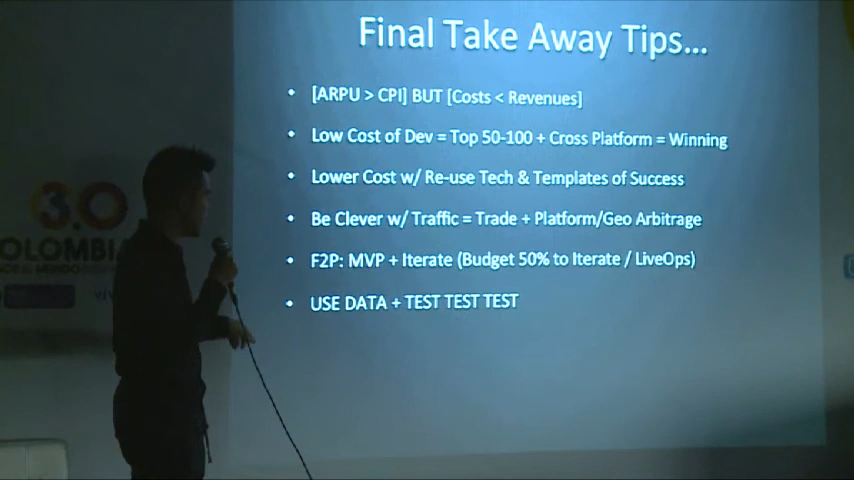 Final Take Away Tips...
• [ARPU > CPI] BUT [Costs < Revenues]
• Low Cost of Dev = Top 50-100 + Cross Platform = Winning
• Lower Cost w/ Re-use Tech & Templates of Success
• Be Clever w/ Traffic = Trade + Platform/Geo Arbitrage
• F2P: MVP + Iterate (Budget 50% to Iterate / LiveOps)
• USE DATA + TEST TEST TEST
3.0
OLOMBIA